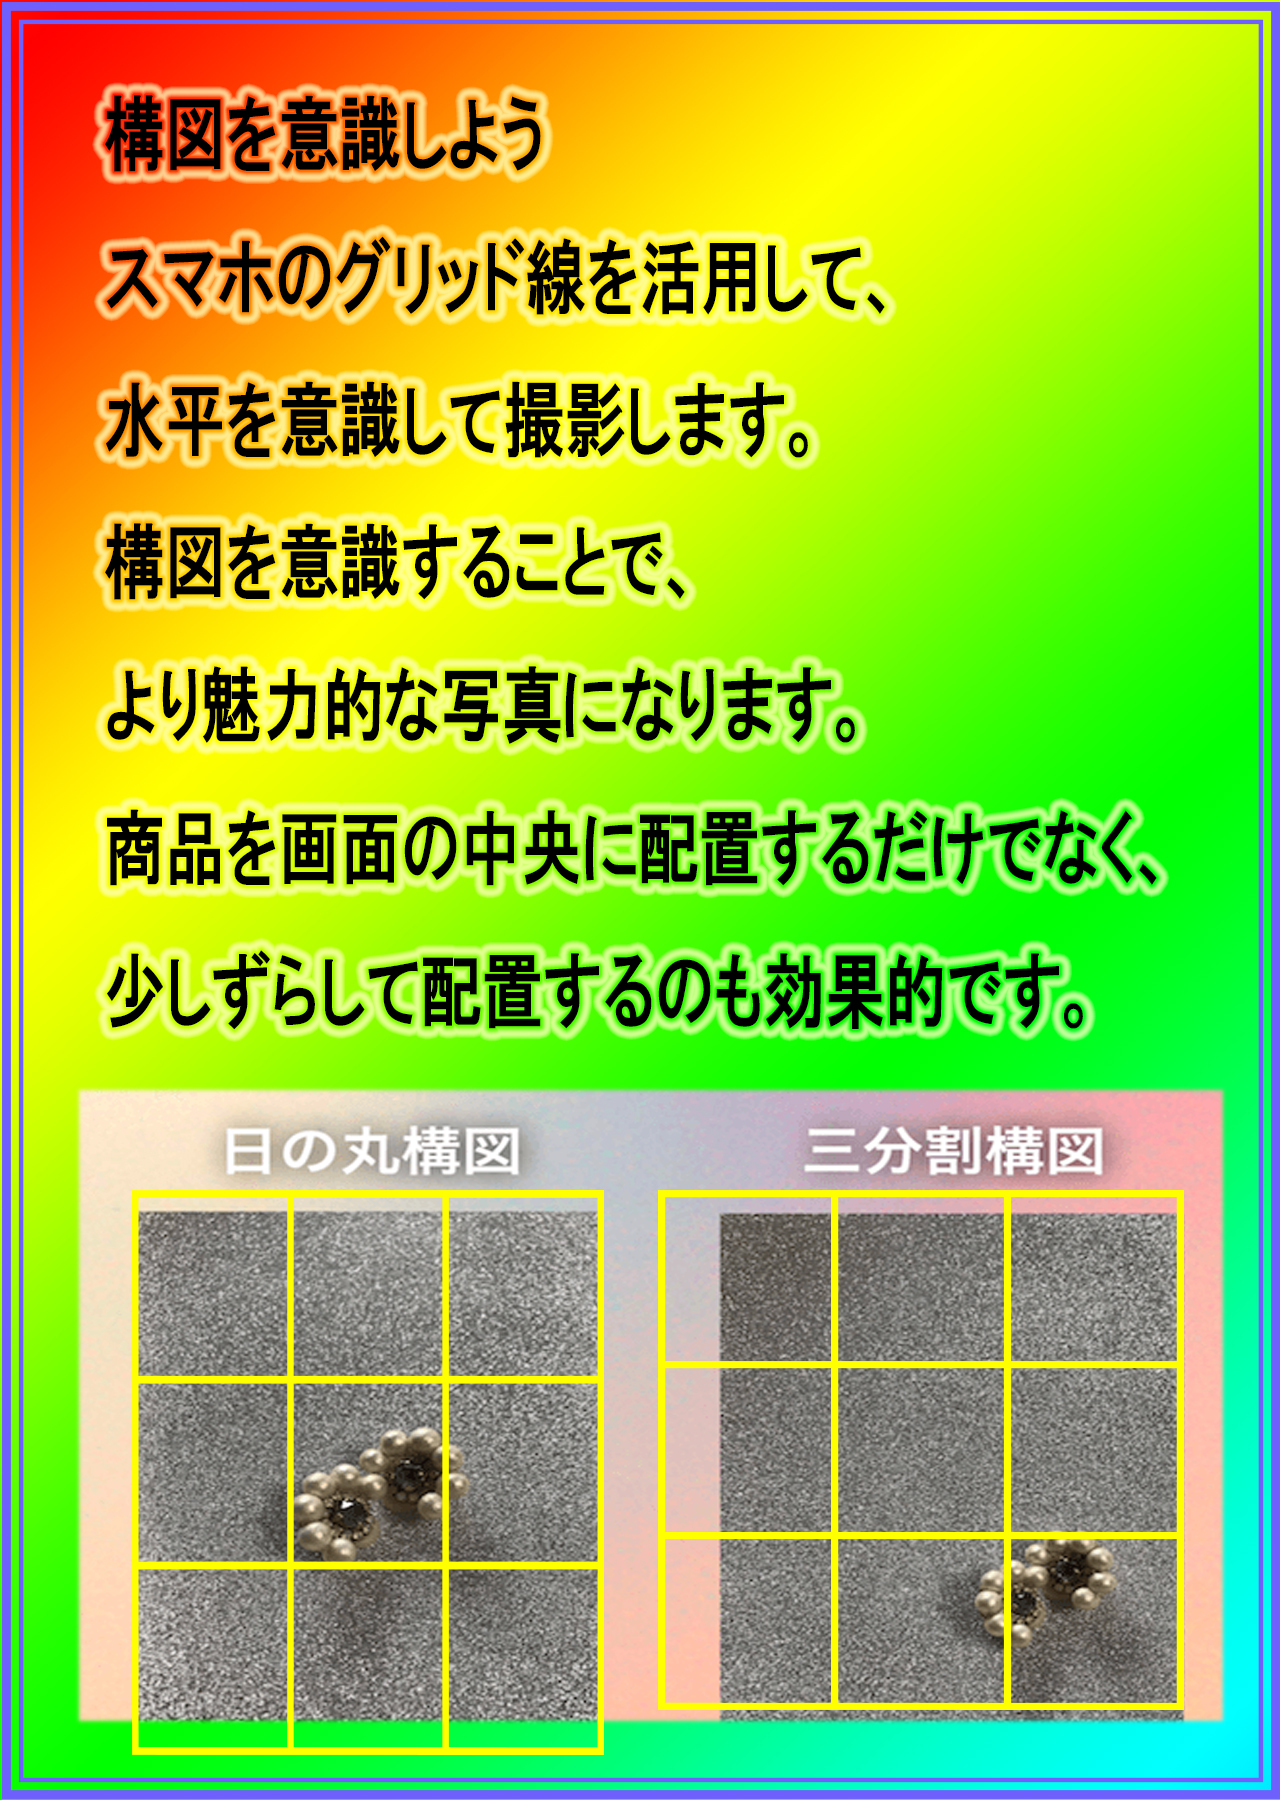 構図を意識しよう
スマホのグリッド線を活用して、
水平を意識して撮影します。
構図を意識することで、
より魅力的な写真になります。
商品を画面の中央に配置するだけでなく、
少しずらして配置するのも効果的です。
日の丸構図
三分割構図